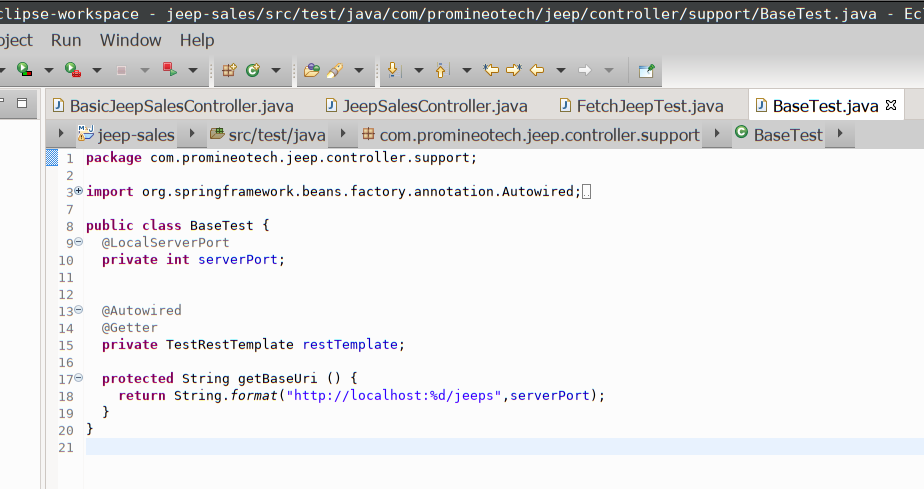 clipse-workspace - jeep-sales/src/test/java/com/promineotech/jeep/controller/support/BaseTest.java - Ec
oject Run Window Help
BasicJeepSalesController.java JeepSalesController.java FetchJeepTest.java BaseTest.java
jeep-sales src/test/java com.promineotech.jeep.controller.support BaseTest
1 package com.promineotech.jeep.controller.support;
2
3 import org.springframework.beans.factory.annotation.Autowired;
7
8 public class BaseTest {
9 @LocalServerPort
10 private int serverPort;
11
12
13 @Autowired
14 @Getter
15 private TestRestTemplate restTemplate;
16
17 protected String getBaseUri () {
18 return String.format("http://localhost:%d/jeeps",serverPort);
19 }
20 }
21